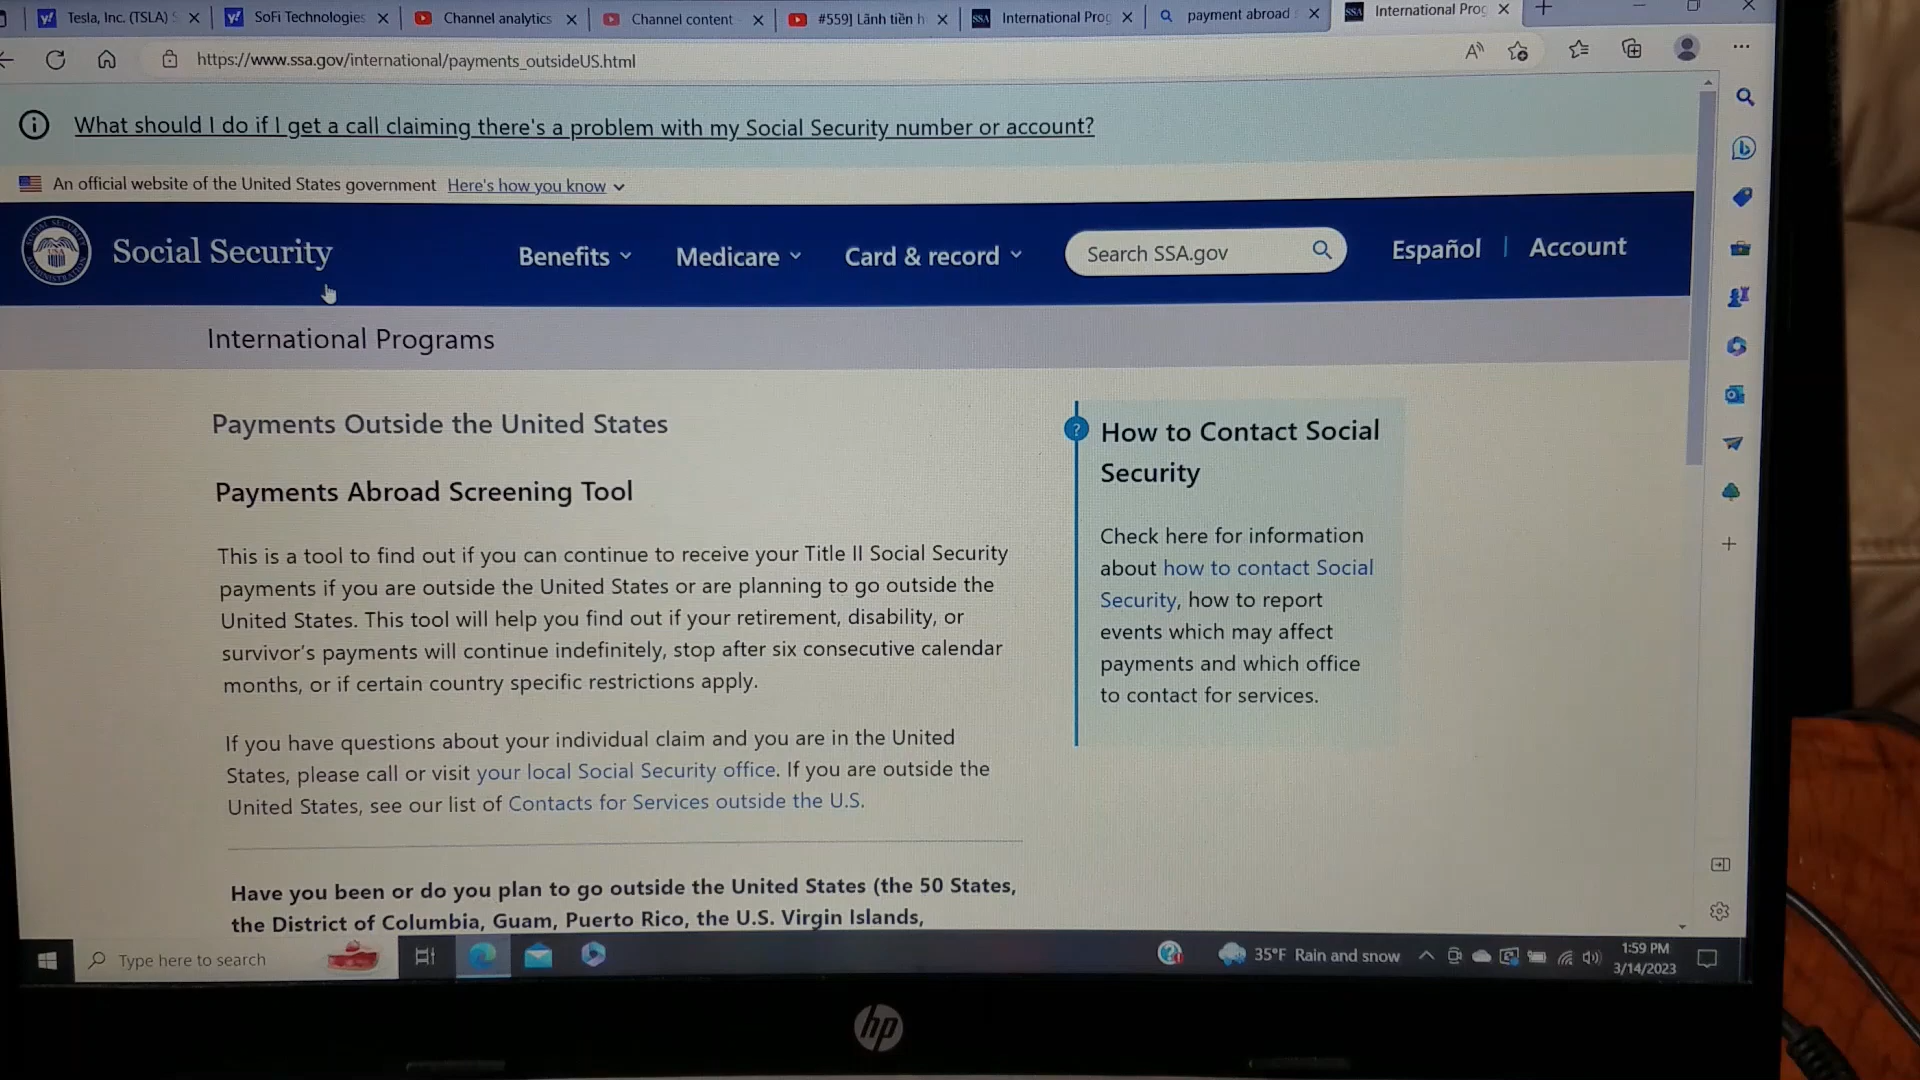 Tesla, Inc. (TSLA) S
SoFi Technologies
Channel analytics
Channel content
#559] Lãnh tiền h
International Prog
payment abroad
International Prog
https://www.ssa.gov/international/payments_outsideUS.html
What should I do if I get a call claiming there's a problem with my Social Security number or account?
An official website of the United States government Here's how you know
Social Security
Benefits
Medicare
Card & record
Search SSA.gov
Español
Account
International Programs
Payments Outside the United States
Payments Abroad Screening Tool
This is a tool to find out if you can continue to receive your Title II Social Security
payments if you are outside the United States or are planning to go outside the
United States. This tool will help you find out if your retirement, disability, or
survivor's payments will continue indefinitely, stop after six consecutive calendar
months, or if certain country specific restrictions apply.
If you have questions about your individual claim and you are in the United
States, please call or visit your local Social Security office. If you are outside the
United States, see our list of Contacts for Services outside the U.S.
Have you been or do you plan to go outside the United States (the 50 States,
the District of Columbia, Guam, Puerto Rico, the U.S. Virgin Islands,
How to Contact Social
Security
Check here for information
about how to contact Social
Security, how to report
events which may affect
payments and which office
to contact for services.
Type here to search
35°F Rain and snow
1:59 PM
3/14/2023
hp